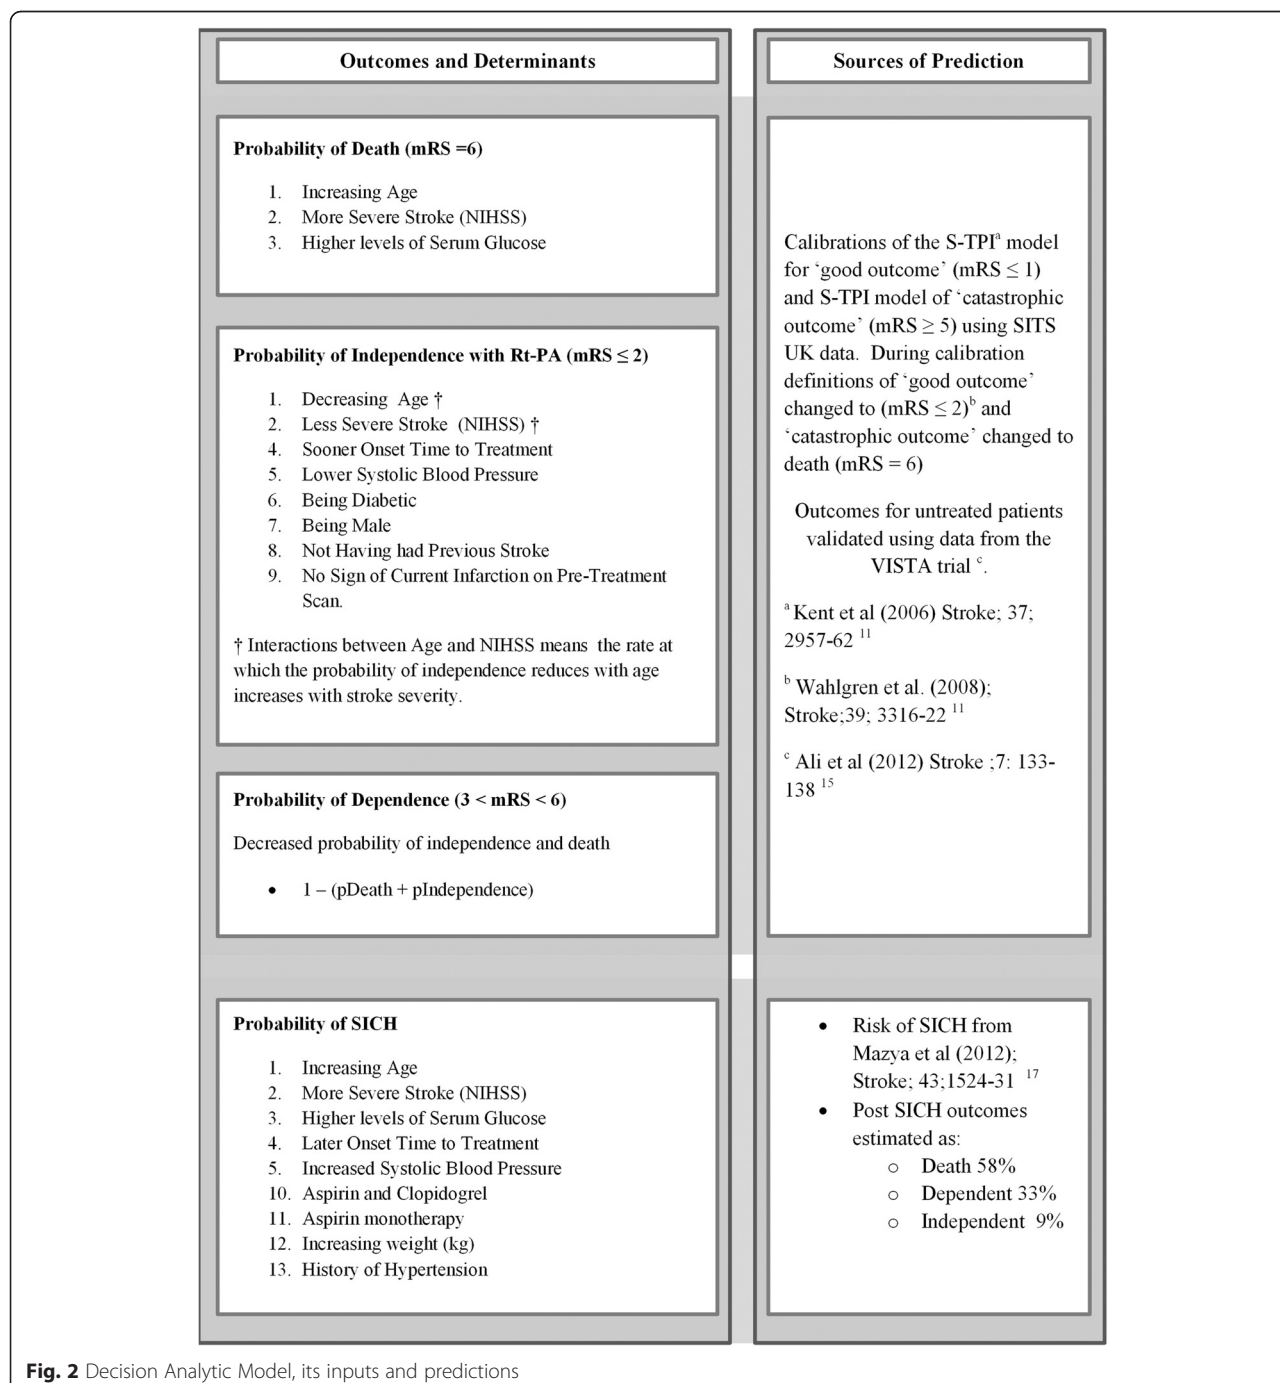 Outcomes and Determinants
Probability of Death (mRS =6)
1. Increasing Age
2. More Severe Stroke (NIHSS)
3. Higher levels of Serum Glucose
Probability of Independence with Rt-PA (mRS ≤ 2)
1. Decreasing Age †
2. Less Severe Stroke (NIHSS) †
4. Sooner Onset Time to Treatment
5. Lower Systolic Blood Pressure
6. Being Diabetic
7. Being Male
8. Not Having had Previous Stroke
9. No Sign of Current Infarction on Pre-Treatment
Scan.
† Interactions between Age and NIHSS means the rate at
which the probability of independence reduces with age
increases with stroke severity.
Probability of Dependence (3 < mRS < 6)
Decreased probability of independence and death
• 1 – (pDeath + pIndependence)
Probability of SICH
1. Increasing Age
2. More Severe Stroke (NIHSS)
3. Higher levels of Serum Glucose
4. Later Onset Time to Treatment
5. Increased Systolic Blood Pressure
10. Aspirin and Clopidogrel
11. Aspirin monotherapy
12. Increasing weight (kg)
13. History of Hypertension
Sources of Prediction
Calibrations of the S-TPIᵃ model
for ‘good outcome’ (mRS ≤ 1)
and S-TPI model of ‘catastrophic
outcome’ (mRS ≥ 5) using SITS
UK data. During calibration
definitions of ‘good outcome’
changed to (mRS ≤ 2)ᵇ and
‘catastrophic outcome’ changed to
death (mRS = 6)
Outcomes for untreated patients
validated using data from the
VISTA trial ᶜ.
ᵃ Kent et al (2006) Stroke; 37;
2957-62 ¹¹
ᵇ Wahlgren et al. (2008);
Stroke;39; 3316-22 ¹¹
ᶜ Ali et al (2012) Stroke ;7: 133-
138 ¹⁵
• Risk of SICH from
Mazya et al (2012);
Stroke; 43;1524-31 ¹⁷
• Post SICH outcomes
estimated as:
o Death 58%
o Dependent 33%
o Independent 9%
Fig. 2 Decision Analytic Model, its inputs and predictions